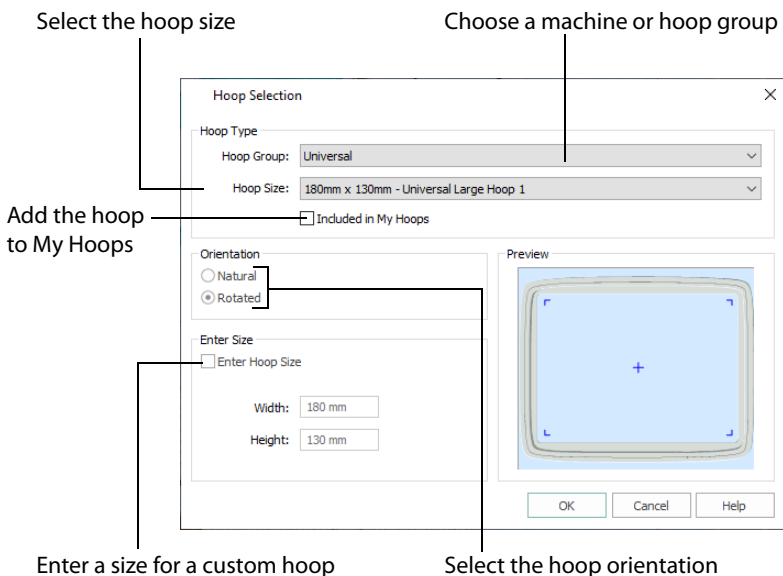 Select the hoop size
Choose a machine or hoop group
Hoop Selection
Hoop Type
Hoop Group: Universal
Hoop Size: 180mm x 130mm - Universal Large Hoop 1
Add the hoop
to My Hoops
Included in My Hoops
Orientation
Natural
Rotated
Preview
Enter Size
Enter Hoop Size
Width: 180 mm
Height: 130 mm
OK Cancel Help
Enter a size for a custom hoop
Select the hoop orientation